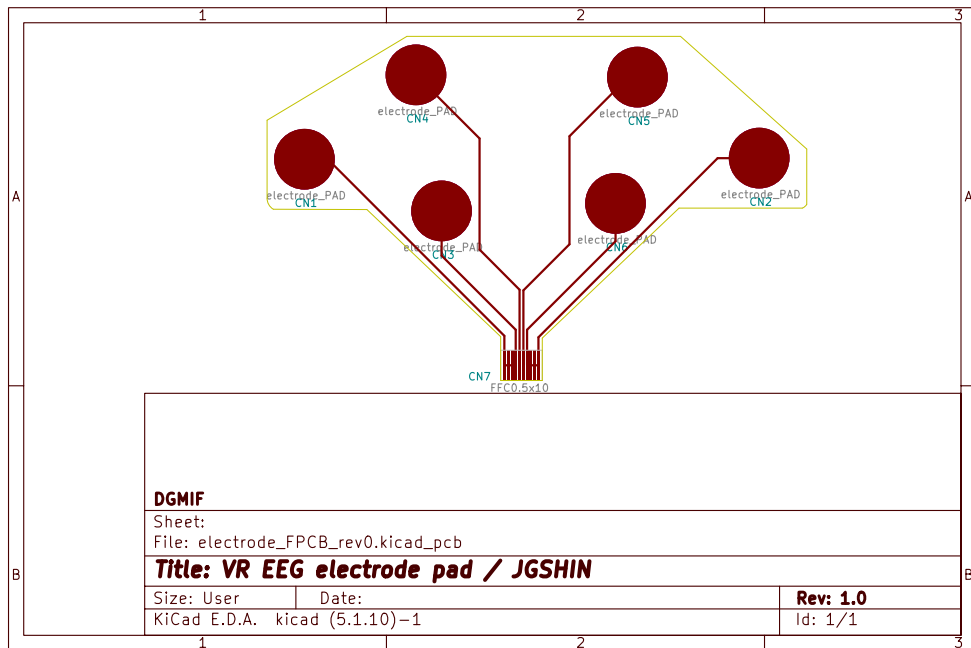 1 2 3
electrode_PAD
CN4
electrode_PAD
CN5
A A
electrode_PAD
CN1
electrode_PAD
CN2
electrode_PAD
CN3
electrode_PAD
CN6
CN7
FFC0.5x10
DGMIF
Sheet:
File: electrode_FPCB_rev0.kicad_pcb
B B
Title: VR EEG electrode pad / JGSHIN
Size: User Date: Rev: 1.0
KiCad E.D.A. kicad (5.1.10)-1 Id: 1/1
1 2 3